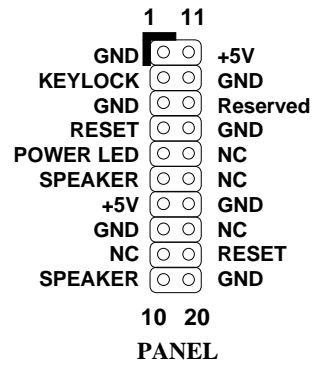 1 11
GND +5V
KEYLOCK GND
GND Reserved
RESET GND
POWER LED NC
SPEAKER NC
+5V GND
GND NC
NC RESET
SPEAKER GND
10 20
PANEL